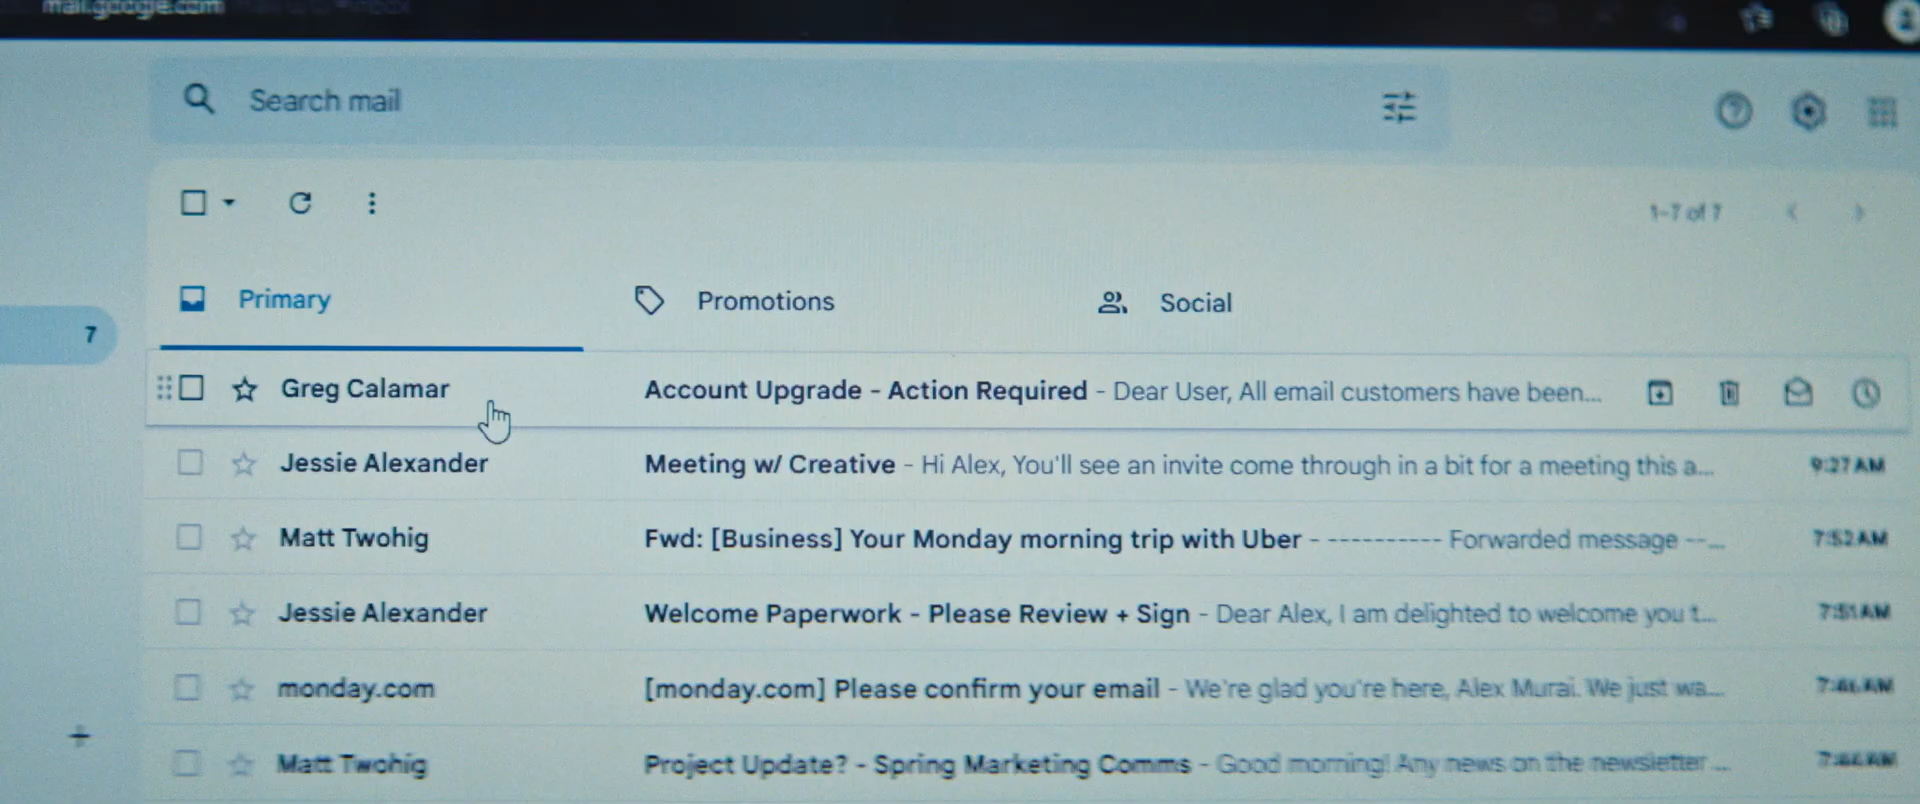 mail.google.com
Search mail
1-7 of 7
Primary
Promotions
Social
7
Greg Calamar Account Upgrade - Action Required - Dear User, All email customers have been...
Jessie Alexander Meeting w/ Creative - Hi Alex, You'll see an invite come through in a bit for a meeting this a... 9:27 AM
Matt Twohig Fwd: [Business] Your Monday morning trip with Uber - ---------- Forwarded message --... 7:52 AM
Jessie Alexander Welcome Paperwork - Please Review + Sign - Dear Alex, I am delighted to welcome you t... 7:51 AM
monday.com [monday.com] Please confirm your email - We're glad you're here, Alex Murai. We just wa... AM
Matt Twohig Project Update? - Spring Marketing Comms - Good morning! Any news on the newsletter ... AM